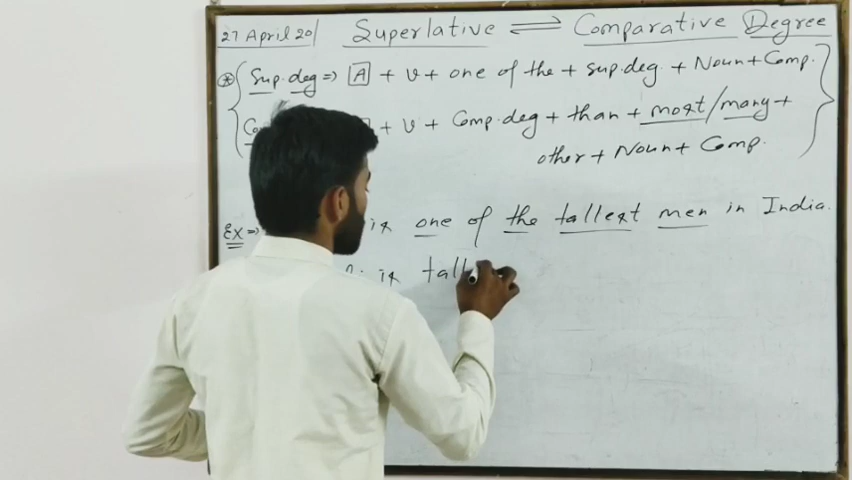 27 April 20 Superlative ⇌ Comparative Degree
Sup. deg ⇒ A + V + one of the + sup. deg. + Noun + Comp.
+ V + Comp. deg + than + most/many +
other + Noun + Comp.
Ex ⇒ is one of the tallest men in India.
is tall